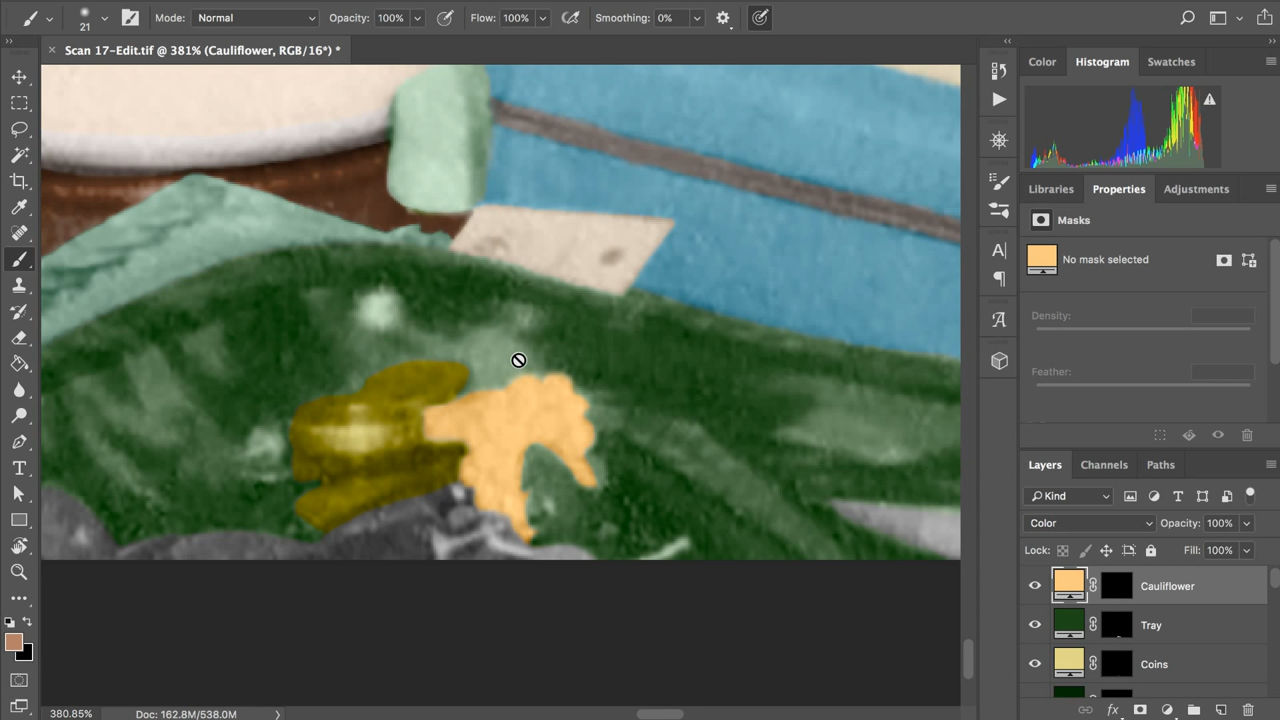 21
Mode: Normal
Opacity: 100%
Flow: 100%
Smoothing: 0%
Scan 17-Edit.tif @ 381% (Cauliflower, RGB/16*) *
Color
Histogram
Swatches
Libraries
Properties
Adjustments
Masks
No mask selected
Density:
Feather:
Layers
Channels
Paths
Kind
Color
Opacity: 100%
Lock:
Fill: 100%
Cauliflower
Tray
Coins
fx
380.85%
Doc: 162.8M/538.0M